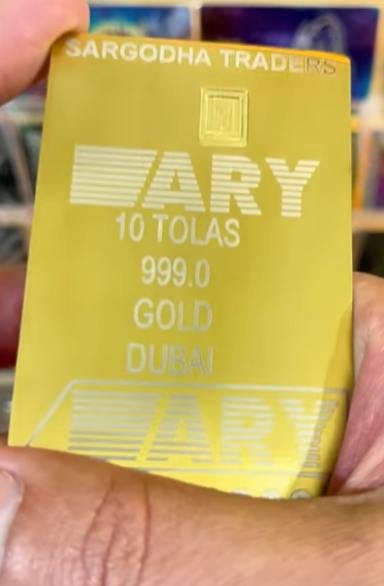 SARGODHA TRADERS
ARY
10 TOLAS
999.0
GOLD
DUBAI
ARY